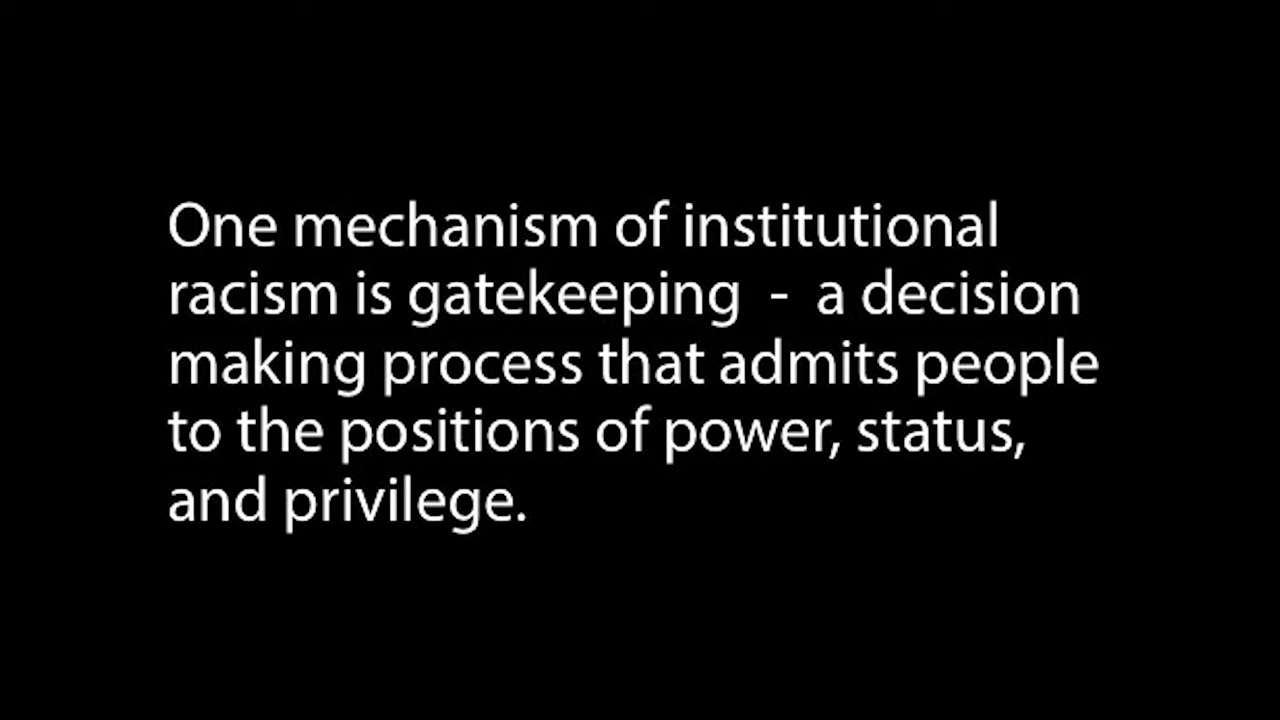 One mechanism of institutional
racism is gatekeeping  -  a decision
making process that admits people
to the positions of power, status,
and privilege.